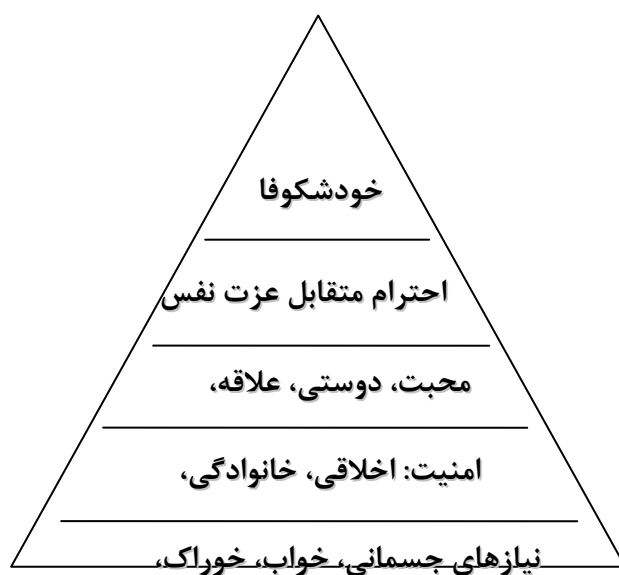 خودشکوفا
احترام متقابل عزت نفس
محبت، دوستی، علاقه،
امنیت: اخلاقی، خانوادگی،
نیازهای جسمانی، خواب، خوراک،